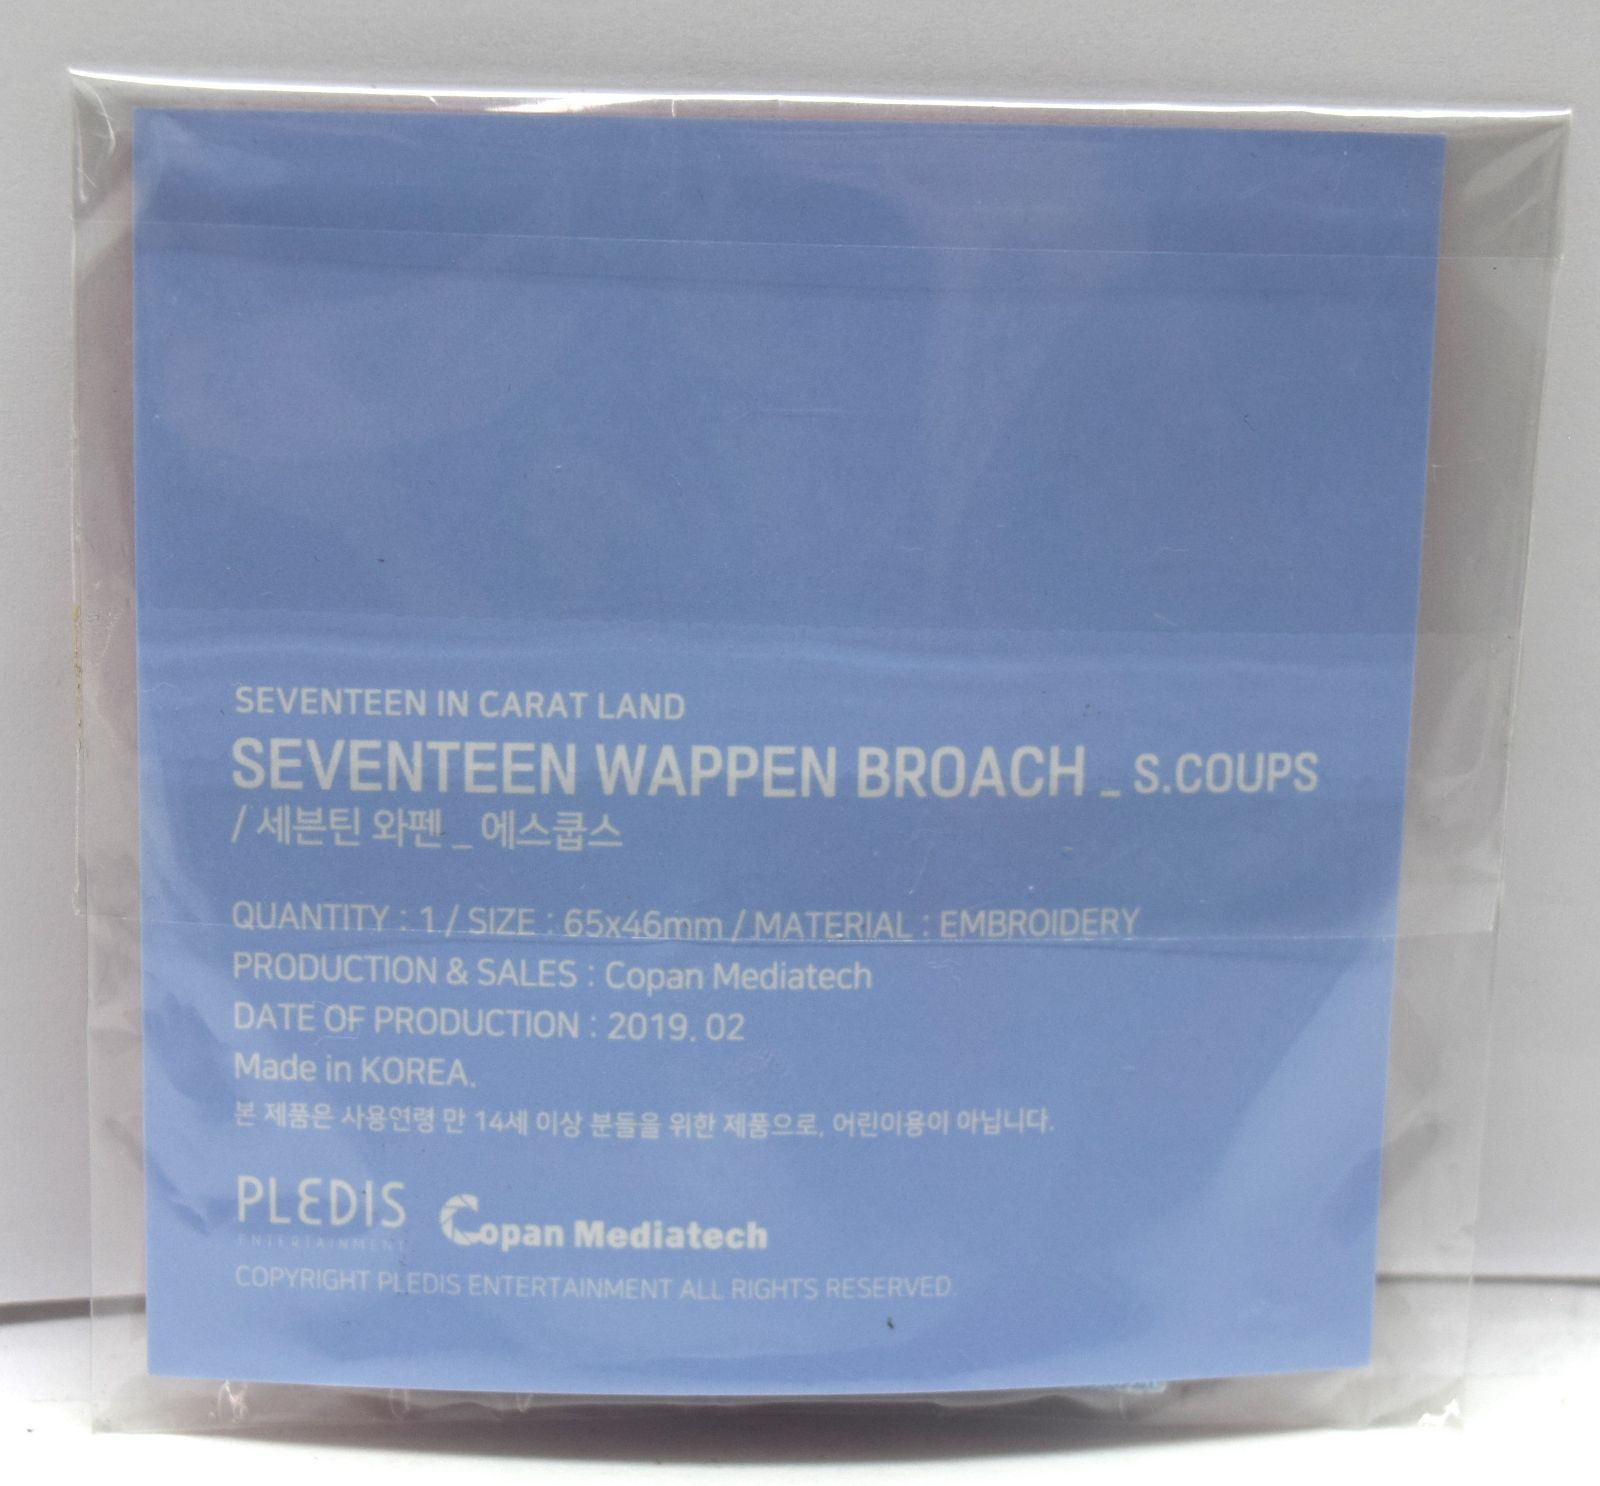 SEVENTEEN IN CARAT LAND
SEVENTEEN WAPPEN BROACH _ S.COUPS
/ 세븐틴 와펜 _ 에스쿱스
QUANTITY : 1 / SIZE : 65x46mm / MATERIAL : EMBROIDERY
PRODUCTION & SALES : Copan Mediatech
DATE OF PRODUCTION : 2019. 02
Made in KOREA.
본 제품은 사용연령 만 14세 이상 분들을 위한 제품으로, 어린이용이 아닙니다.
PLEDIS
ENTERTAINMENT
Copan Mediatech
COPYRIGHT PLEDIS ENTERTAINMENT ALL RIGHTS RESERVED.